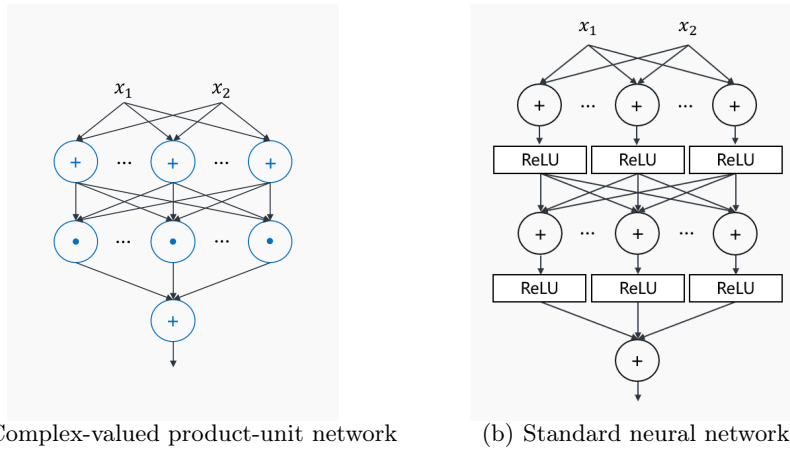 x₁ x₂
+ ... + ... +
• ... • ... •
+
Complex-valued product-unit network
x₁ x₂
+ ... + ... +
ReLU ReLU ReLU
+ ... + ... +
ReLU ReLU ReLU
+
(b) Standard neural network